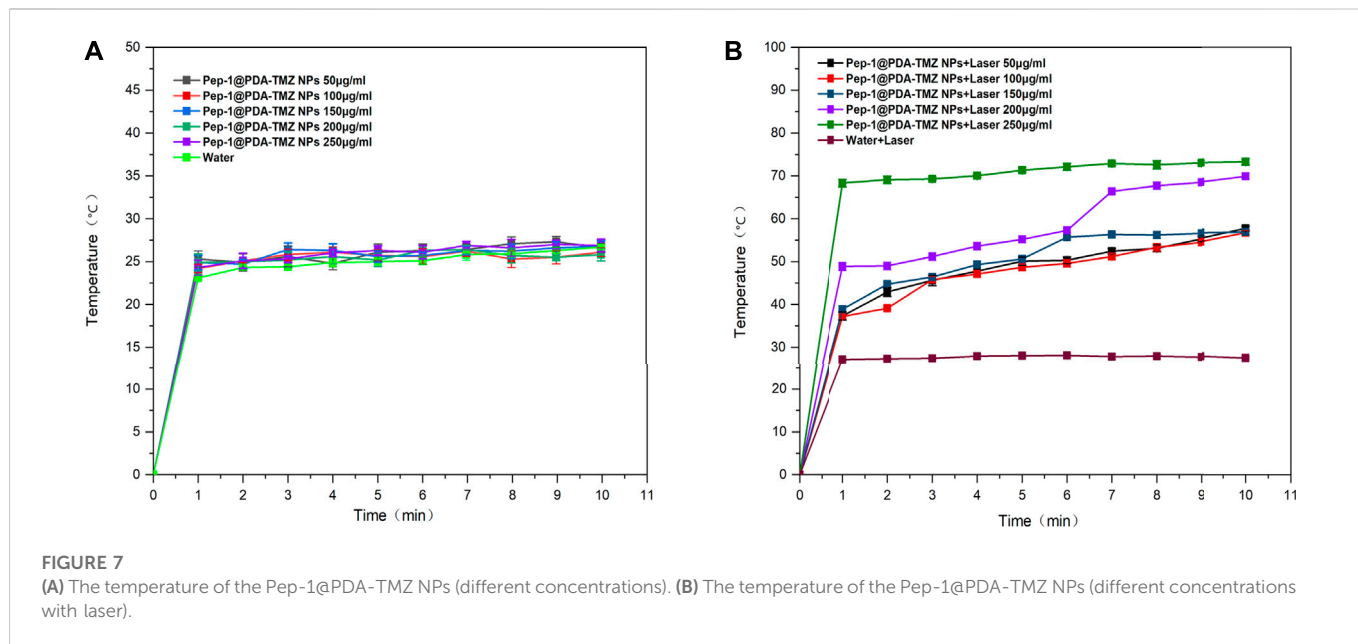 A
50
45
40
35
30
25
20
15
10
5
0
Temperature（°C）
Pep-1@PDA-TMZ NPs 50μg/ml
Pep-1@PDA-TMZ NPs 100μg/ml
Pep-1@PDA-TMZ NPs 150μg/ml
Pep-1@PDA-TMZ NPs 200μg/ml
Pep-1@PDA-TMZ NPs 250μg/ml
Water
0 1 2 3 4 5 6 7 8 9 10 11
Time（min）
B
100
90
80
70
60
50
40
30
20
10
0
Temperature（°C）
Pep-1@PDA-TMZ NPs+Laser 50μg/ml
Pep-1@PDA-TMZ NPs+Laser 100μg/ml
Pep-1@PDA-TMZ NPs+Laser 150μg/ml
Pep-1@PDA-TMZ NPs+Laser 200μg/ml
Pep-1@PDA-TMZ NPs+Laser 250μg/ml
Water+Laser
0 1 2 3 4 5 6 7 8 9 10 11
Time（min）
FIGURE 7
(A) The temperature of the Pep-1@PDA-TMZ NPs (different concentrations). (B) The temperature of the Pep-1@PDA-TMZ NPs (different concentrations
with laser).